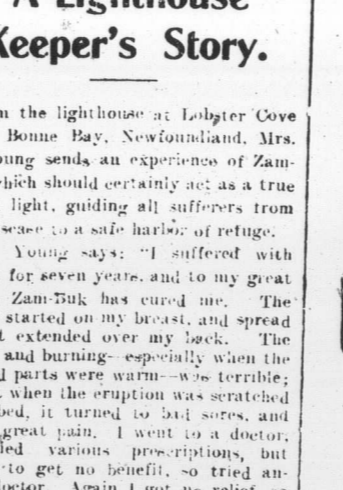 A Lighthouse
Keeper's Story.
the lighthouse at Lobster Cove
Bonne Bay, Newfoundland, Mrs.
oung sends an experience of Zam-
which should certainly act as a true
light, guiding all sufferers from
sease to a safe harbor of refuge.
Young says: "I suffered with
for seven years, and to my great
Zam-Buk has cured me. The
started on my breast, and spread
t extended over my back. The
and burning—especially when the
d parts were warm—was terrible;
when the eruption was scratched
bed, it turned to bad sores, and
great pain. I went to a doctor,
led various prescriptions, but
to get no benefit, so tried an-
doctor. Again I got no relief, so